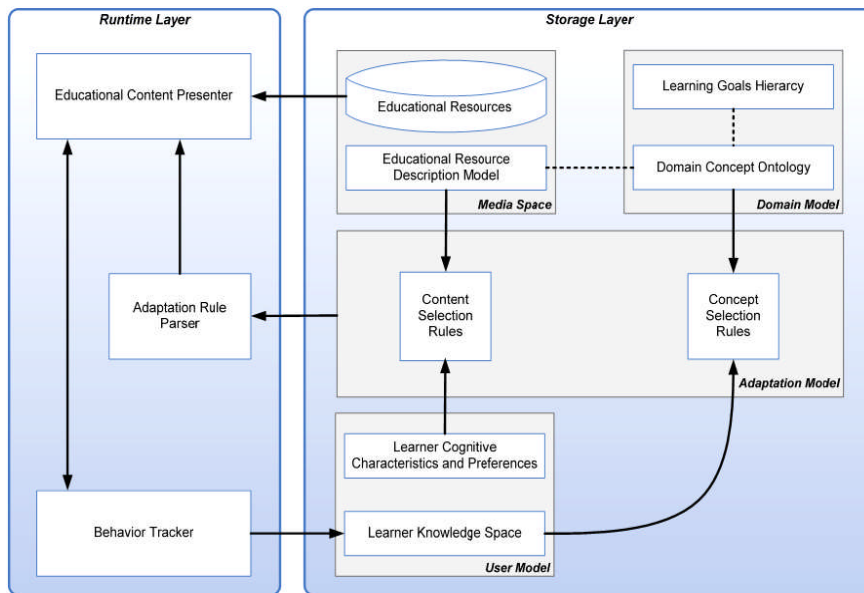 Runtime Layer
Storage Layer
Educational Content Presenter
Educational Resources
Learning Goals Hierarcy
Educational Resource
Description Model
Domain Concept Ontology
Media Space
Domain Model
Adaptation Rule
Parser
Content
Selection
Rules
Concept
Selection
Rules
Adaptation Model
Learner Cognitive
Characteristics and Preferences
Behavior Tracker
Learner Knowledge Space
User Model